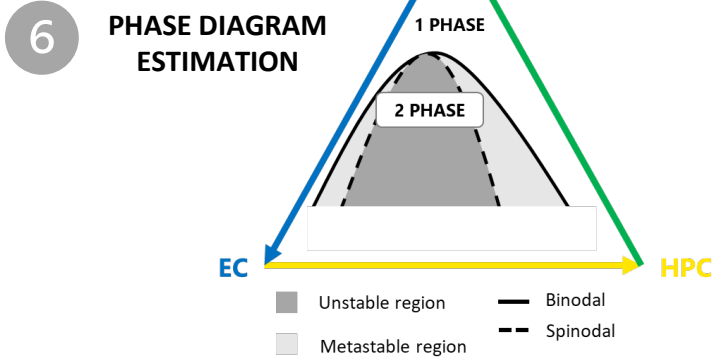 6
PHASE DIAGRAM
ESTIMATION
1 PHASE
2 PHASE
EC
HPC
Unstable region
Binodal
Spinodal
Metastable region